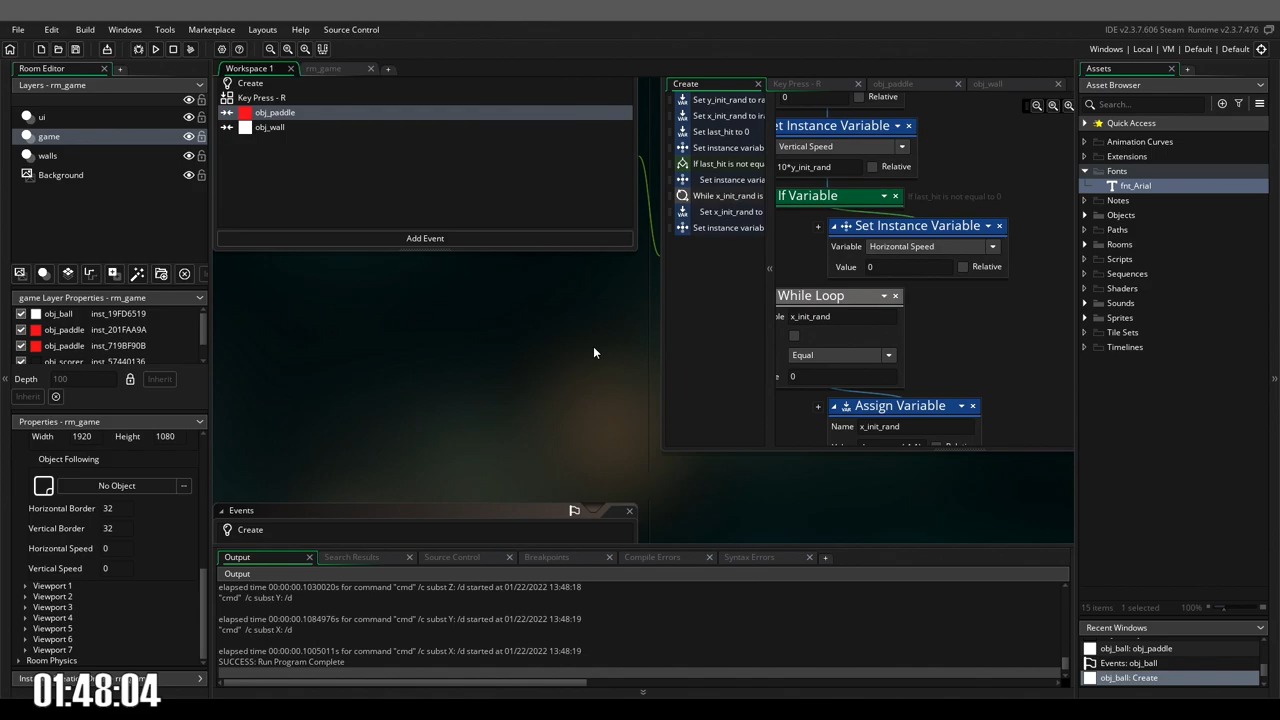 File Edit Build Windows Tools Marketplace Layouts Help Source Control
IDE v2.3.7.606 Steam Runtime v2.3.7.476
Windows | Local | VM | Default | Default
Room Editor
Layers - rm_game
ui
game
walls
Background
game Layer Properties - rm_game
obj_ball inst_19FD6519
obj_paddle inst_201FAA9A
obj_paddle inst_719BF90B
obj_scorer inst_57440136
Depth 100 Inherit
Inherit
Properties - rm_game
Width 1920 Height 1080
Object Following
No Object
Horizontal Border 32
Vertical Border 32
Horizontal Speed 0
Vertical Speed 0
Viewport 1
Viewport 2
Viewport 3
Viewport 4
Viewport 5
Viewport 6
Viewport 7
Room Physics
01:48:04
Workspace 1 rm_game
Create
Key Press - R
obj_paddle
obj_wall
Add Event
Events
Create
Create Key Press - R obj_paddle obj_wall
Set y_init_rand to ra
Set x_init_rand to ir
Set last_hit to 0
Set instance variab
If last_hit is not equ
Set instance varia
While x_init_rand is
Set x_init_rand to
Set instance variab
0 Relative
et Instance Variable
Vertical Speed
10*y_init_rand Relative
If Variable If last_hit is not equal to 0
Set Instance Variable
Variable Horizontal Speed
Value 0 Relative
While Loop
x_init_rand
Equal
0
Assign Variable
Name x_init_rand
Output Search Results Source Control Breakpoints Compile Errors Syntax Errors
Output
elapsed time 00:00:00.1030020s for command "cmd" /c subst Z: /d started at 01/22/2022 13:48:18
"cmd" /c subst Y: /d
elapsed time 00:00:00.1084976s for command "cmd" /c subst Y: /d started at 01/22/2022 13:48:19
"cmd" /c subst X: /d
elapsed time 00:00:00.1005011s for command "cmd" /c subst X: /d started at 01/22/2022 13:48:19
SUCCESS: Run Program Complete
Assets
Asset Browser
Search...
Quick Access
Animation Curves
Extensions
Fonts
fnt_Arial
Notes
Objects
Paths
Rooms
Scripts
Sequences
Shaders
Sounds
Sprites
Tile Sets
Timelines
15 items 1 selected 100%
Recent Windows
obj_ball: obj_paddle
Events: obj_ball
obj_ball: Create